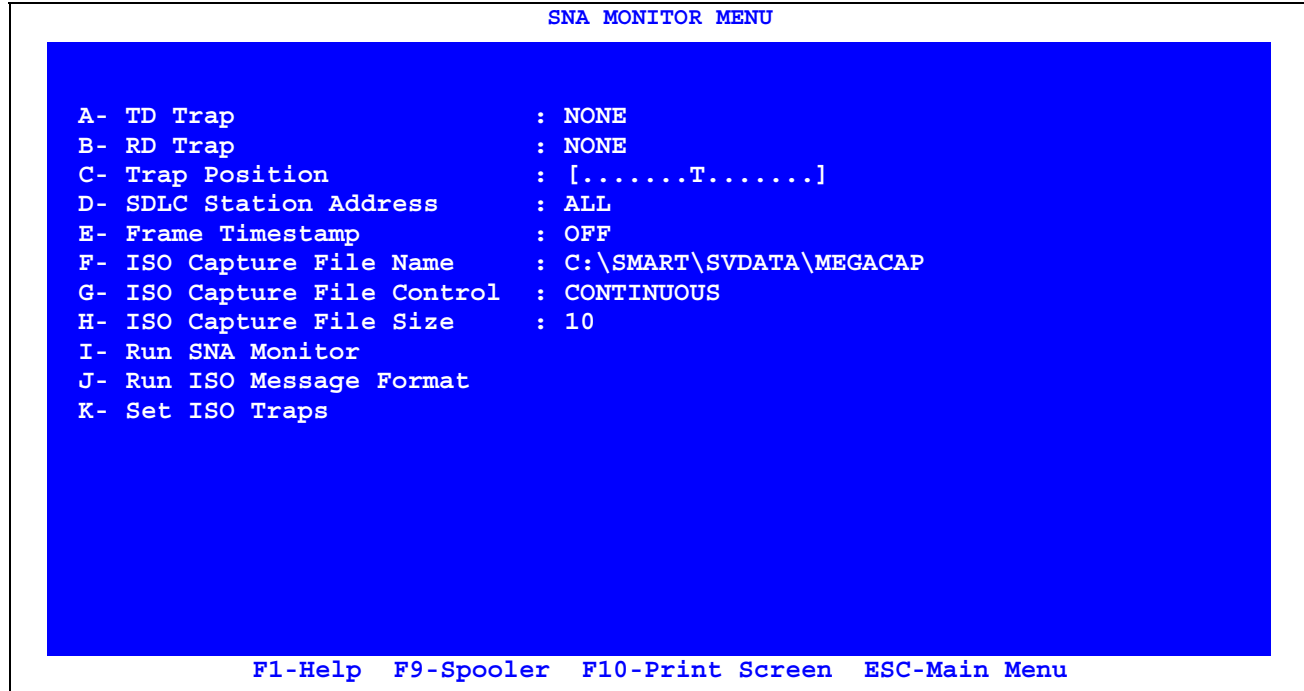 SNA MONITOR MENU
A- TD Trap : NONE
B- RD Trap : NONE
C- Trap Position : [.......T.......]
D- SDLC Station Address : ALL
E- Frame Timestamp : OFF
F- ISO Capture File Name : C:\SMART\SVDATA\MEGACAP
G- ISO Capture File Control : CONTINUOUS
H- ISO Capture File Size : 10
I- Run SNA Monitor
J- Run ISO Message Format
K- Set ISO Traps
F1-Help F9-Spooler F10-Print Screen ESC-Main Menu